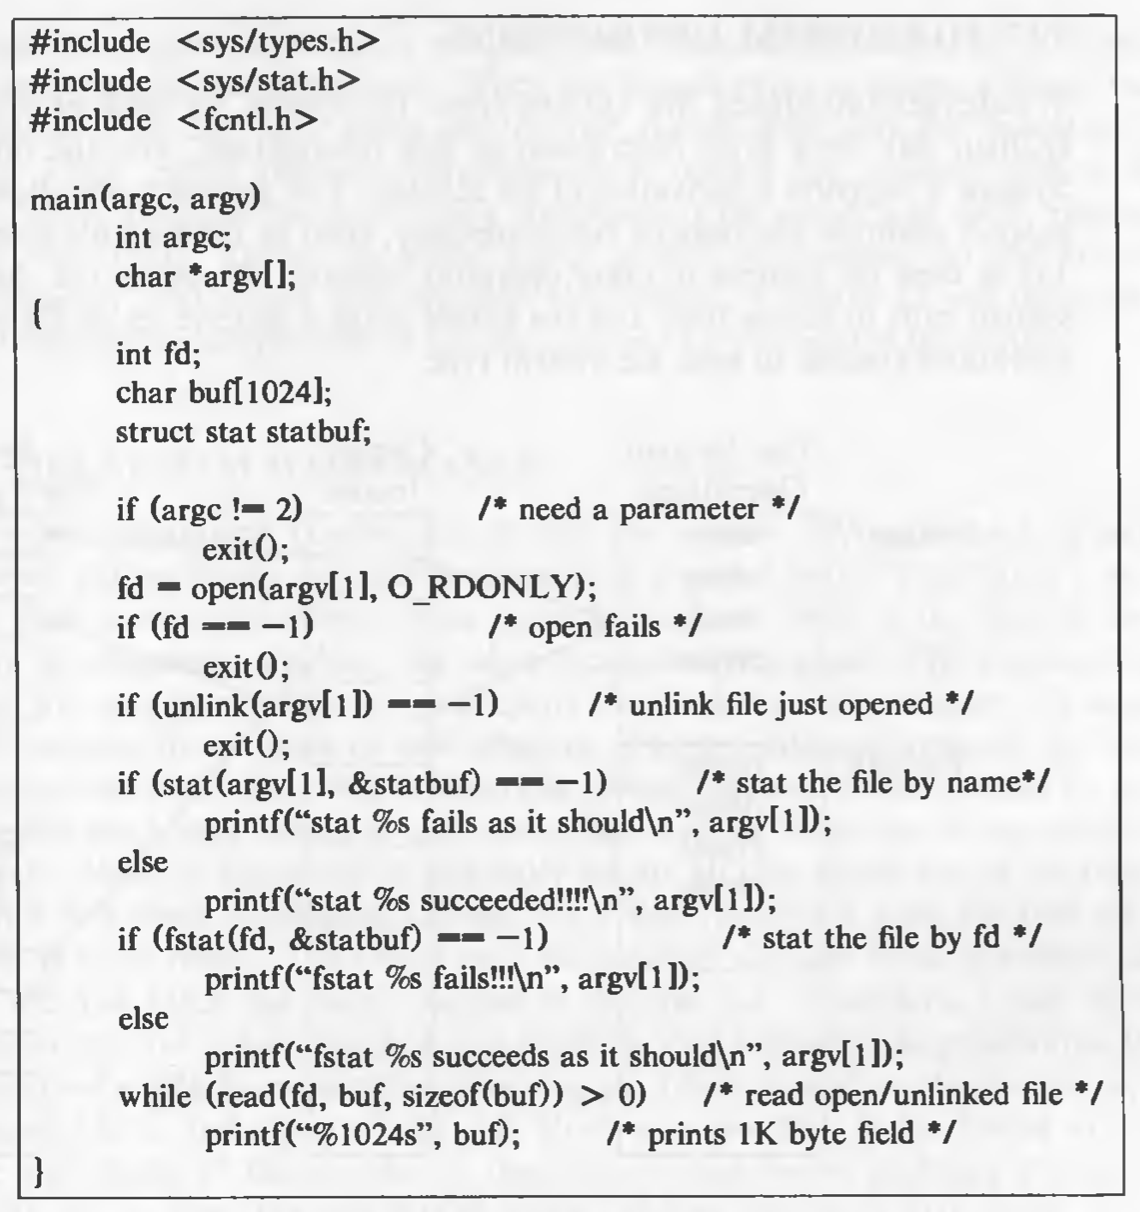 #include <sys/types.h>
#include <sys/stat.h>
#include <fcntl.h>
main(argc, argv)
int argc;
char *argv[];
{
int fd;
char buf[1024];
struct stat statbuf;
if (argc != 2) /* need a parameter */
exit();
fd = open(argv[1], O_RDONLY);
if (fd == -1) /* open fails */
exit();
if (unlink(argv[1]) == -1) /* unlink file just opened */
exit();
if (stat(argv[1], &statbuf) == -1) /* stat the file by name*/
printf(“stat %s fails as it should\n”, argv[1]);
else
printf(“stat %s succeeded!!!!\n”, argv[1]);
if (fstat(fd, &statbuf) == -1) /* stat the file by fd */
printf(“fstat %s fails!!!\n”, argv[1]);
else
printf(“fstat %s succeeds as it should\n”, argv[1]);
while (read(fd, buf, sizeof(buf)) > 0) /* read open/unlinked file */
printf(“%1024s”, buf); /* prints 1K byte field */
}